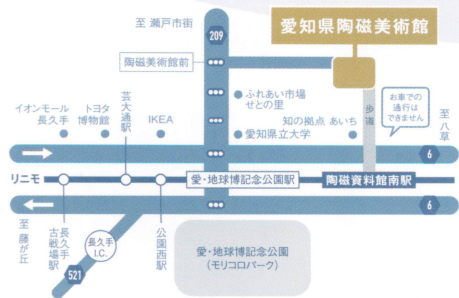 至 瀬戸市街
209
愛知県陶磁美術館
陶磁美術館前
ふれあい市場
せとの里
お車での
通行は
できません
歩道
至 八草
芸大通駅
イオンモール
長久手
トヨタ
博物館
IKEA
知の拠点 あいち
愛知県立大学
6
リニモ
愛・地球博記念公園駅
陶磁資料館南駅
6
至 藤が丘
長久手
古戦場駅
長久手
I.C.
公園西駅
愛・地球博記念公園
(モリコロパーク)
521